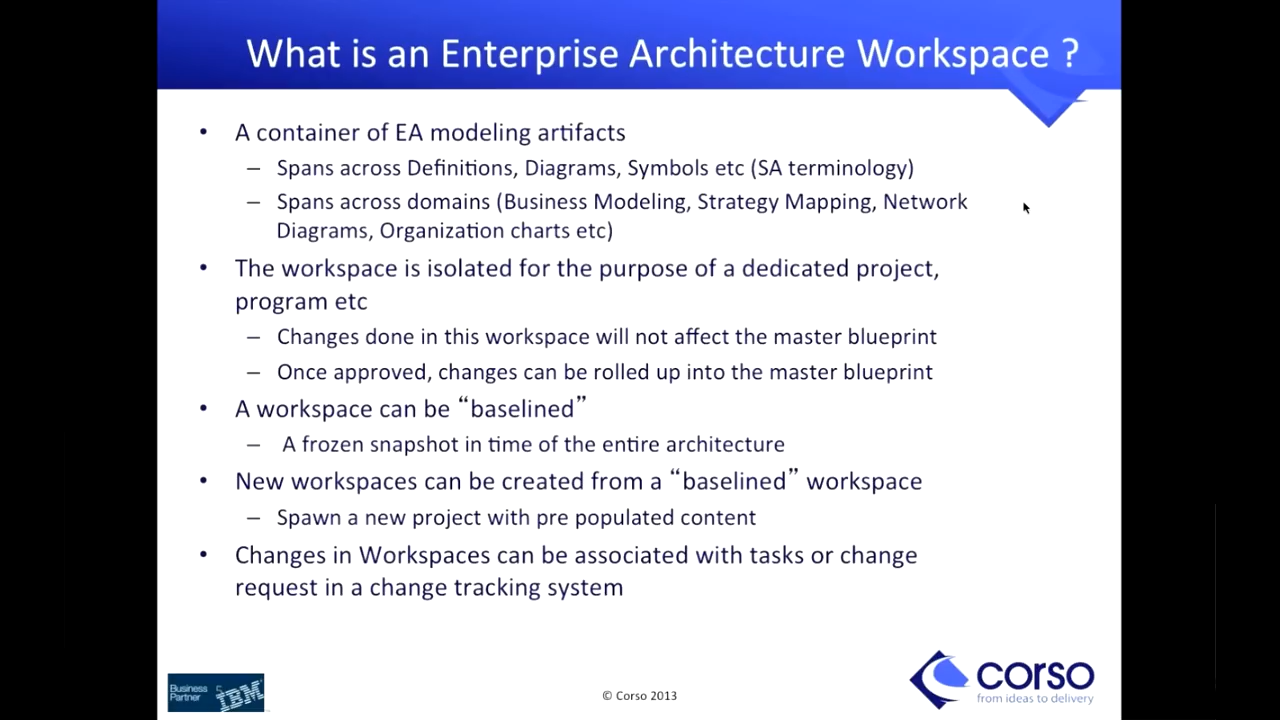 What is an Enterprise Architecture Workspace ?
• A container of EA modeling artifacts
– Spans across Definitions, Diagrams, Symbols etc (SA terminology)
– Spans across domains (Business Modeling, Strategy Mapping, Network
Diagrams, Organization charts etc)
• The workspace is isolated for the purpose of a dedicated project,
program etc
– Changes done in this workspace will not affect the master blueprint
– Once approved, changes can be rolled up into the master blueprint
• A workspace can be “baselined”
– A frozen snapshot in time of the entire architecture
• New workspaces can be created from a “baselined” workspace
– Spawn a new project with pre populated content
• Changes in Workspaces can be associated with tasks or change
request in a change tracking system
Business
Partner
IBM
© Corso 2013
corso
from ideas to delivery